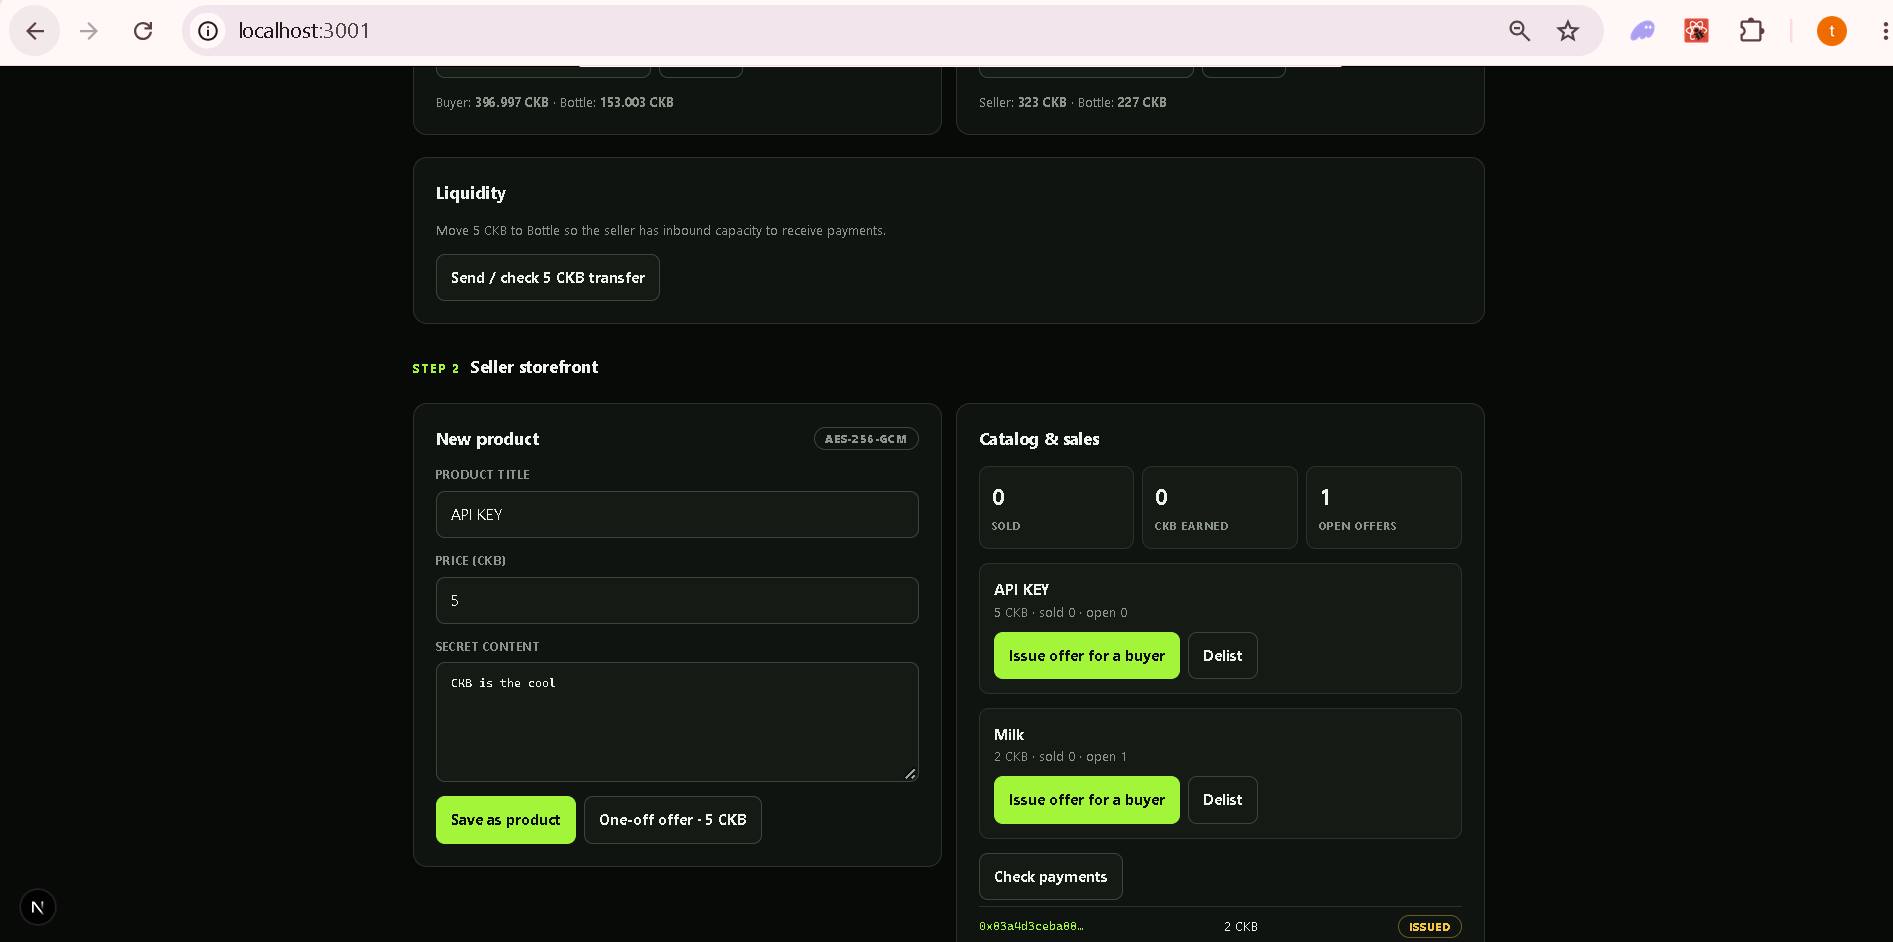 localhost:3001
t
Buyer: 396.997 CKB · Bottle: 153.003 CKB
Seller: 323 CKB · Bottle: 227 CKB
Liquidity
Move 5 CKB to Bottle so the seller has inbound capacity to receive payments.
Send / check 5 CKB transfer
STEP 2 Seller storefront
New product
AES-256-GCM
PRODUCT TITLE
API KEY
PRICE (CKB)
5
SECRET CONTENT
CKB is the cool
Save as product
One-off offer · 5 CKB
Catalog & sales
0
SOLD
0
CKB EARNED
1
OPEN OFFERS
API KEY
5 CKB · sold 0 · open 0
Issue offer for a buyer
Delist
Milk
2 CKB · sold 0 · open 1
Issue offer for a buyer
Delist
Check payments
0x03a4d3ceba00…
2 CKB
ISSUED
N